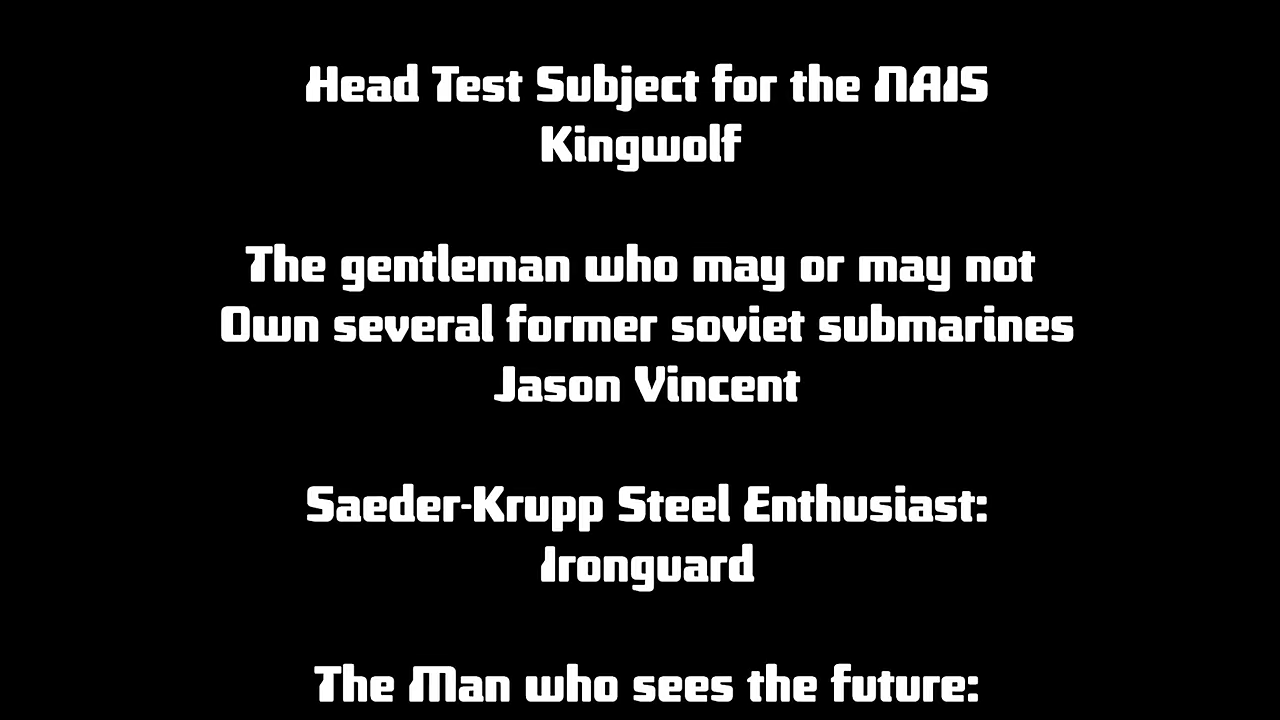 Head Test Subject for the NAIS
Kingwolf
The gentleman who may or may not
Own several former soviet submarines
Jason Vincent
Saeder-Krupp Steel Enthusiast:
Ironguard
The Man who sees the future: